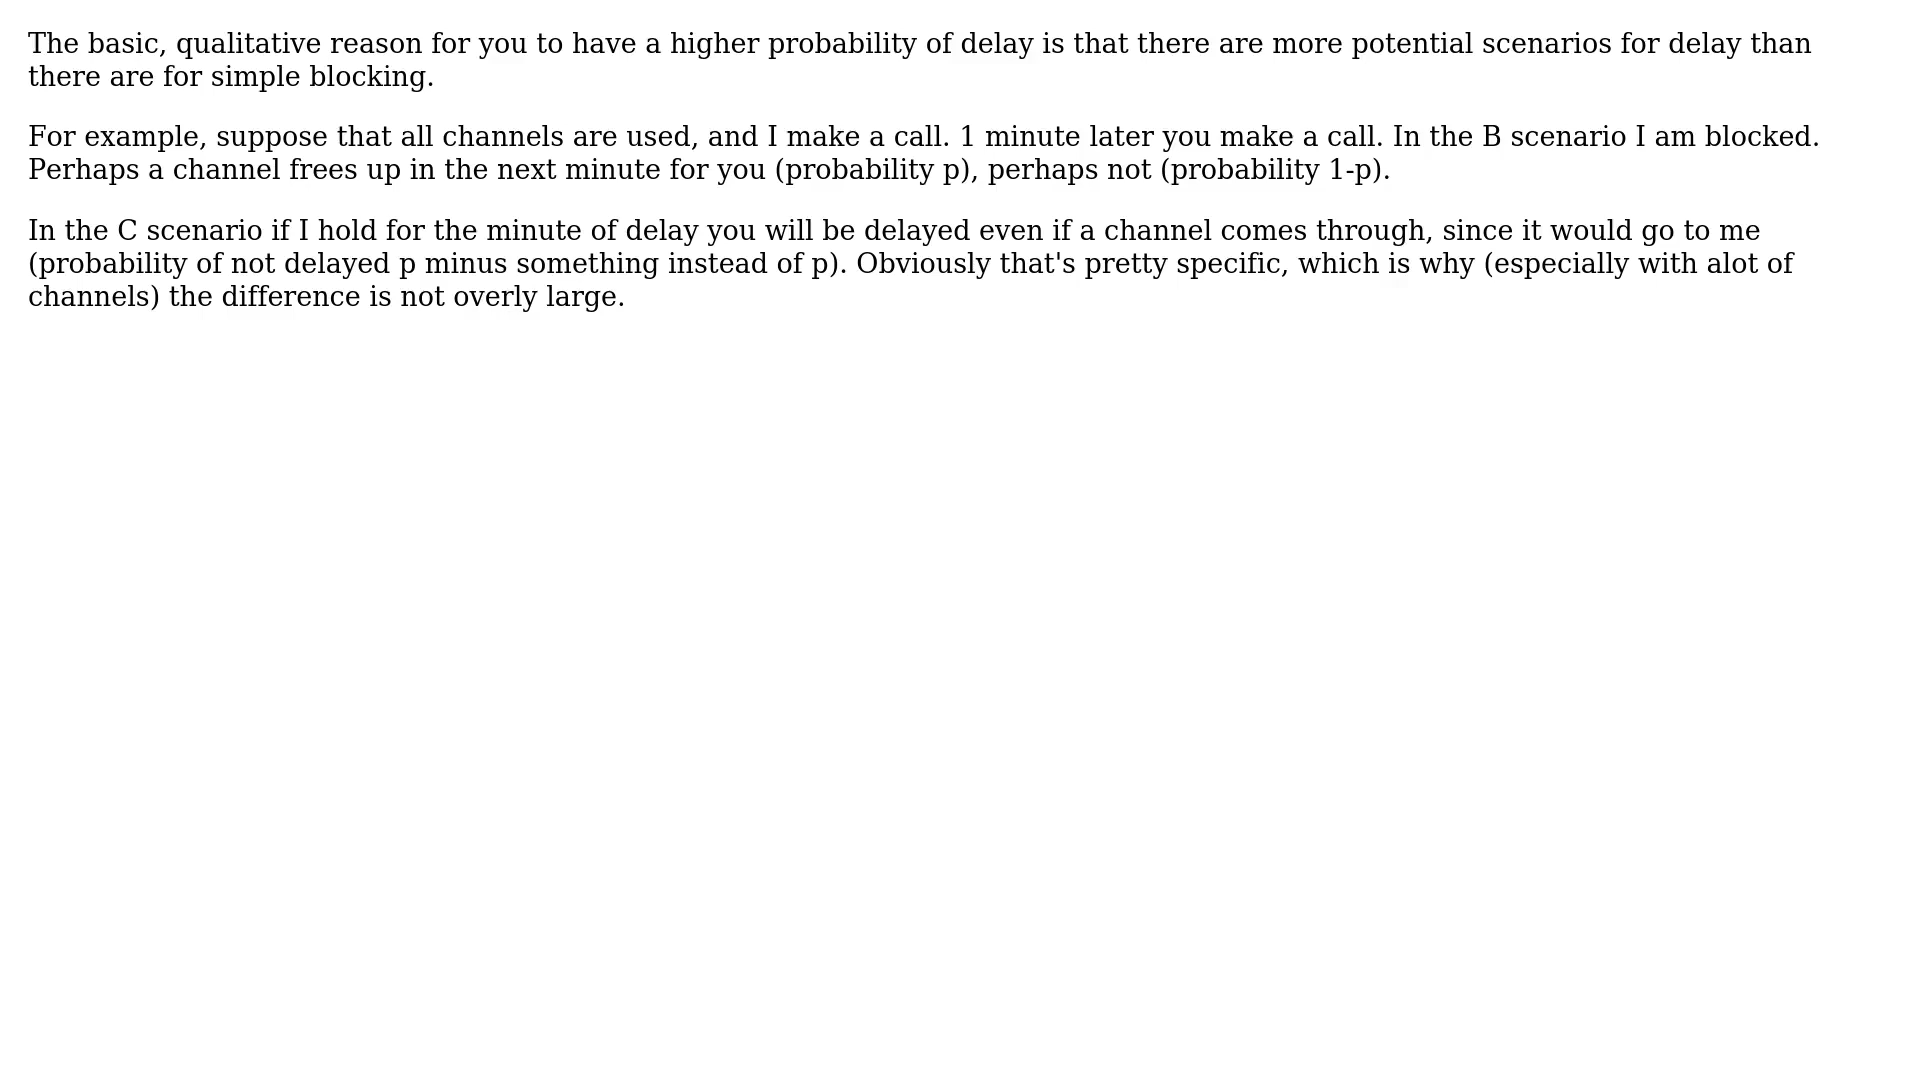 The basic, qualitative reason for you to have a higher probability of delay is that there are more potential scenarios for delay than
there are for simple blocking.
For example, suppose that all channels are used, and I make a call. 1 minute later you make a call. In the B scenario I am blocked.
Perhaps a channel frees up in the next minute for you (probability p), perhaps not (probability 1-p).
In the C scenario if I hold for the minute of delay you will be delayed even if a channel comes through, since it would go to me
(probability of not delayed p minus something instead of p). Obviously that's pretty specific, which is why (especially with alot of
channels) the difference is not overly large.